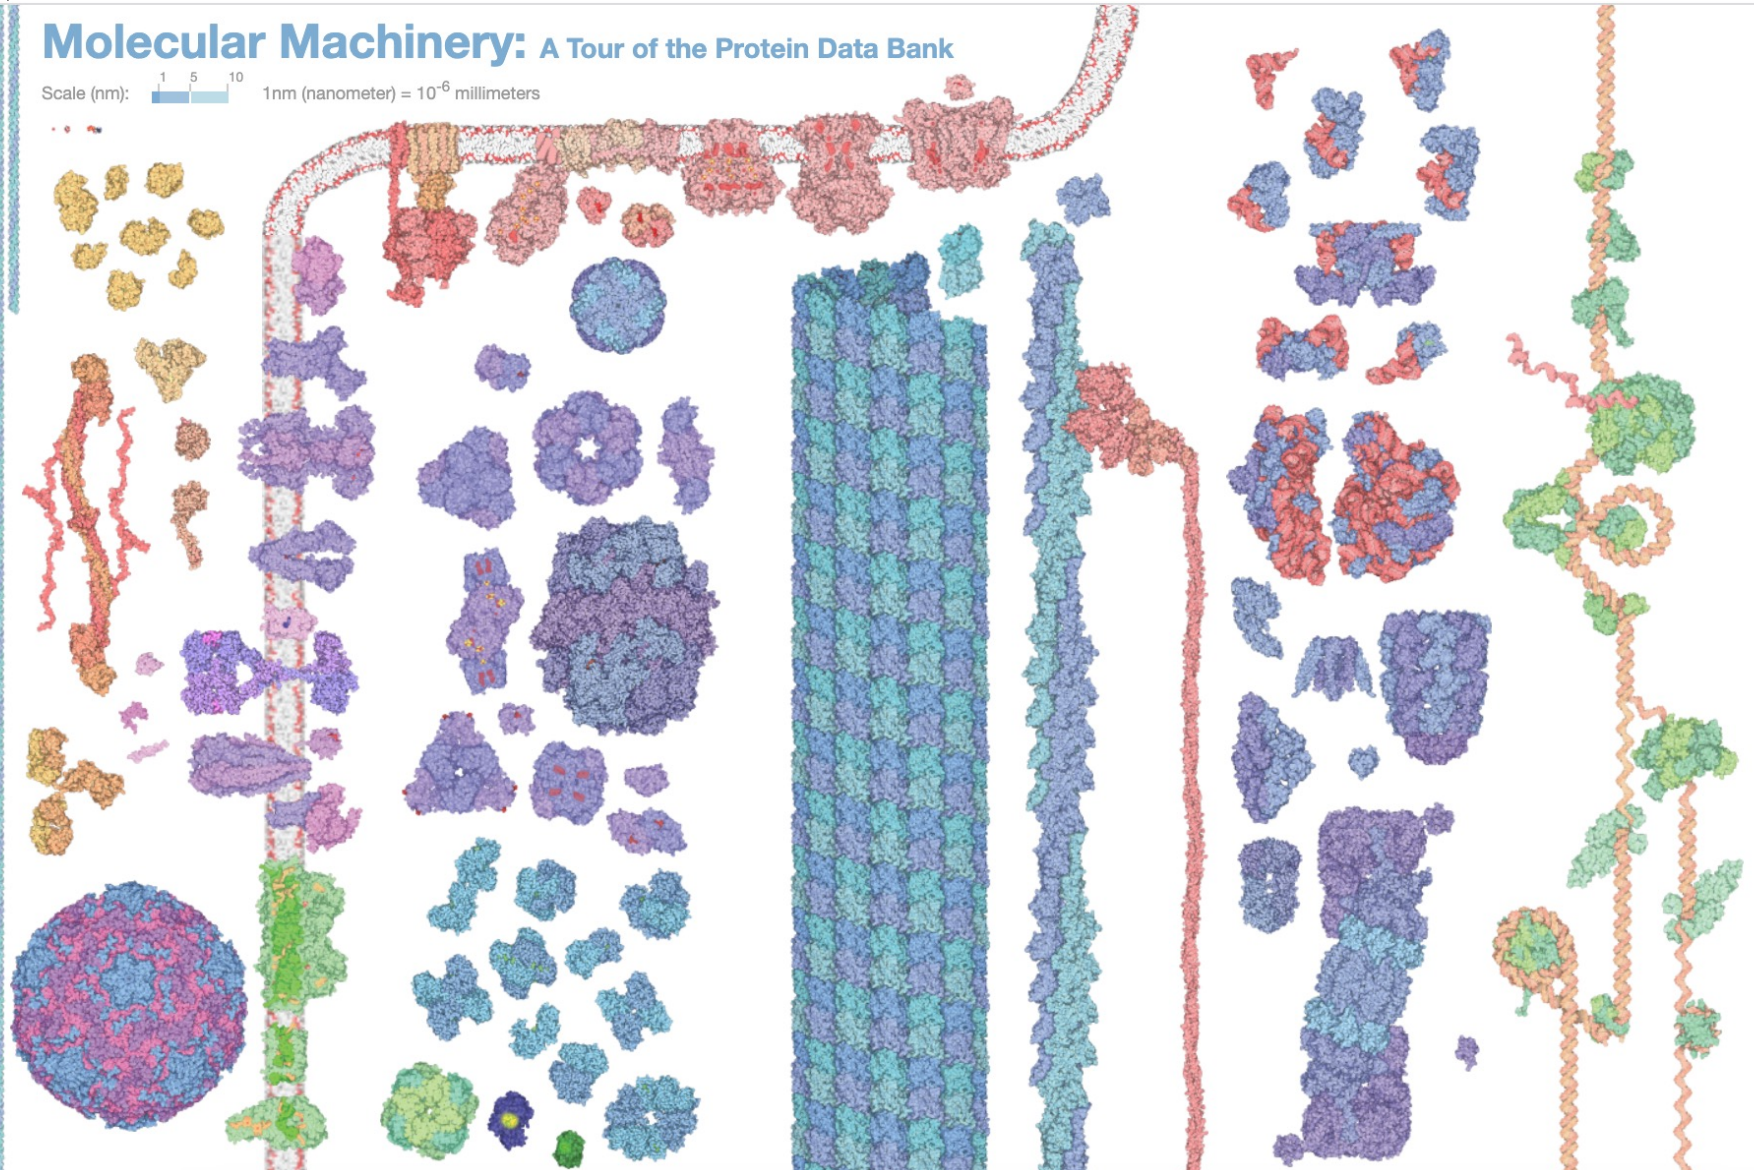 Molecular Machinery: A Tour of the Protein Data Bank
1 5 10
Scale (nm): 1nm (nanometer) = 10⁻⁶ millimeters